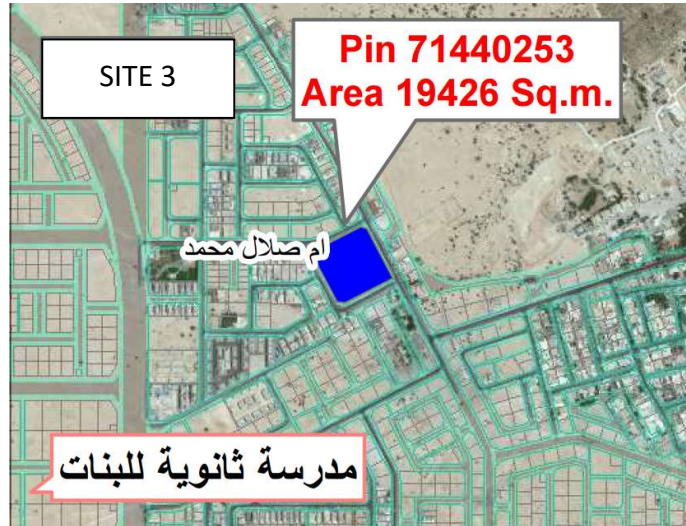 SITE 3
Pin 71440253
Area 19426 Sq.m.
ام صلال محمد
مدرسة ثانوية للبنات